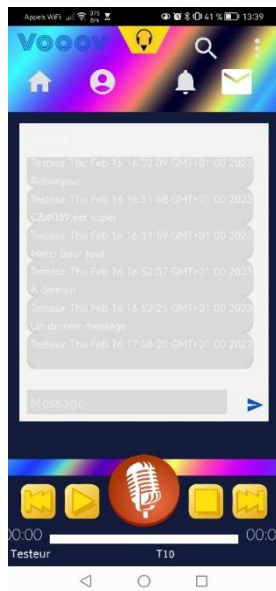 Appels WiFi 375 B/s 41 % 13:39
Vooov
Testeur Thu Feb 16 16:02:09 GMT+01:00 2023
Rebonjour
Testeur Thu Feb 16 16:51:48 GMT+01:00 2023
C&#039;est super
Testeur Thu Feb 16 16:51:59 GMT+01:00 2023
Merci pour tout
Testeur Thu Feb 16 16:52:07 GMT+01:00 2023
A demain
Testeur Thu Feb 16 16:52:25 GMT+01:00 2023
Un dernier message
Testeur Thu Feb 16 17:06:20 GMT+01:00 2023
Message
00:00 00:0
Testeur T10